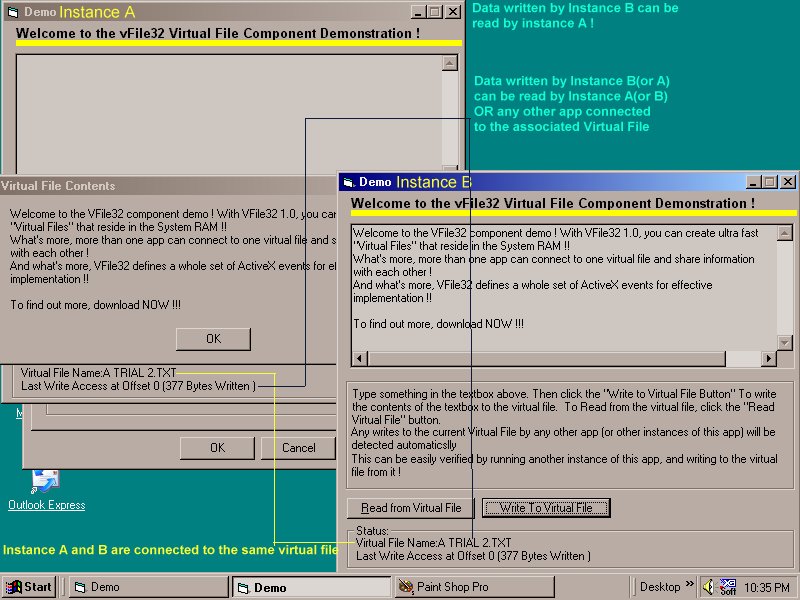 Demo Instance A
Welcome to the vFile32 Virtual File Component Demonstration !
Data written by Instance B can be
read by instance A !
Data written by Instance B(or A)
can be read by Instance A(or B)
OR any other app connected
to the associated Virtual File
Virtual File Contents
Welcome to the VFile32 component demo ! With VFile32 1.0, you can
"Virtual Files" that reside in the System RAM !!
What's more, more than one app can connect to one virtual file and s
with each other !
And what's more, VFile32 defines a whole set of ActiveX events for eff
implementation !!
To find out more, download NOW !!!
OK
Virtual File Name:A TRIAL 2.TXT
Last Write Access at Offset 0 (377 Bytes Written )
OK
Cancel
Outlook Express
Instance A and B are connected to the same virtual file
Demo Instance B
Welcome to the vFile32 Virtual File Component Demonstration !
Welcome to the VFile32 component demo ! With VFile32 1.0, you can create ultra fast
"Virtual Files" that reside in the System RAM !!
What's more, more than one app can connect to one virtual file and share information
with each other !
And what's more, VFile32 defines a whole set of ActiveX events for effective
implementation !!
To find out more, download NOW !!!
Type something in the textbox above. Then click the "Write to Virtual File Button" To write
the contents of the textbox to the virtual file. To Read from the virtual file, click the "Read
Virtual File" button.
Any writes to the current Virtual File by any other app (or other instances of this app) will be
detected automaticslly
This can be easily verified by running another instance of this app, and writing to the virtual
file from it !
Read from Virtual File
Write To Virtual File
Status:
Virtual File Name:A TRIAL 2.TXT
Last Write Access at Offset 0 (377 Bytes Written )
Start
Demo
Demo
Paint Shop Pro
Desktop
10:35 PM